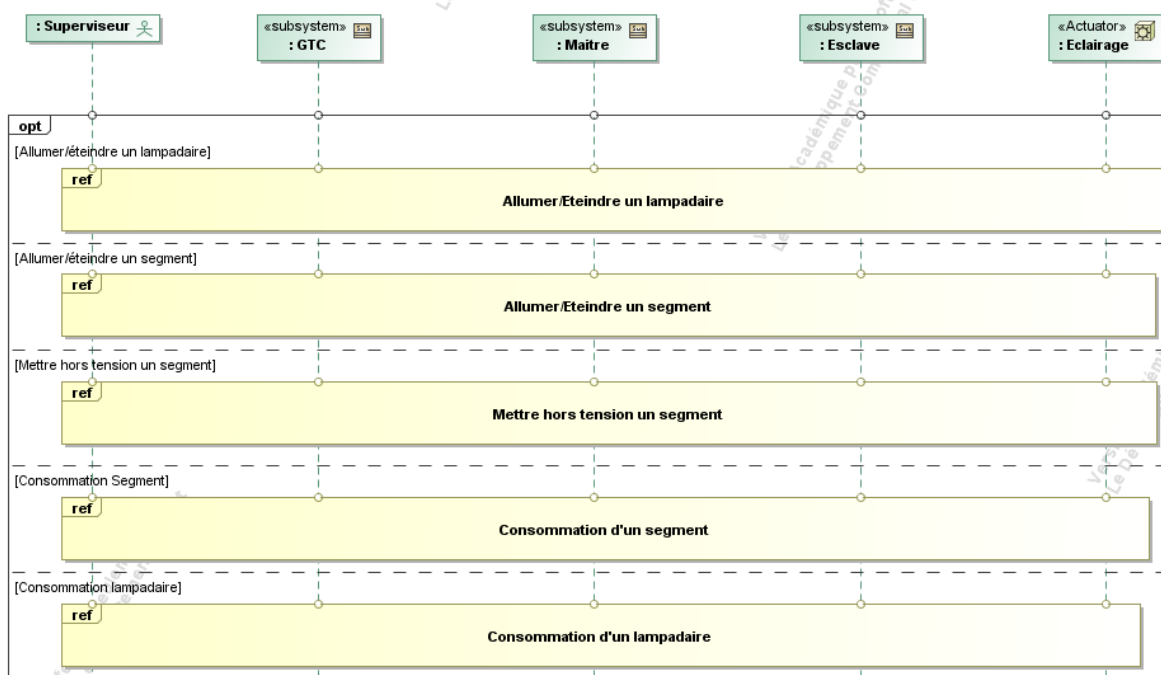 : Superviseur
«subsystem»
: GTC
«subsystem»
: Maitre
«subsystem»
: Esclave
«Actuator»
: Eclairage
opt
[Allumer/éteindre un lampadaire]
ref
Allumer/Eteindre un lampadaire
[Allumer/éteindre un segment]
ref
Allumer/Eteindre un segment
[Mettre hors tension un segment]
ref
Mettre hors tension un segment
[Consommation Segment]
ref
Consommation d'un segment
[Consommation lampadaire]
ref
Consommation d'un lampadaire